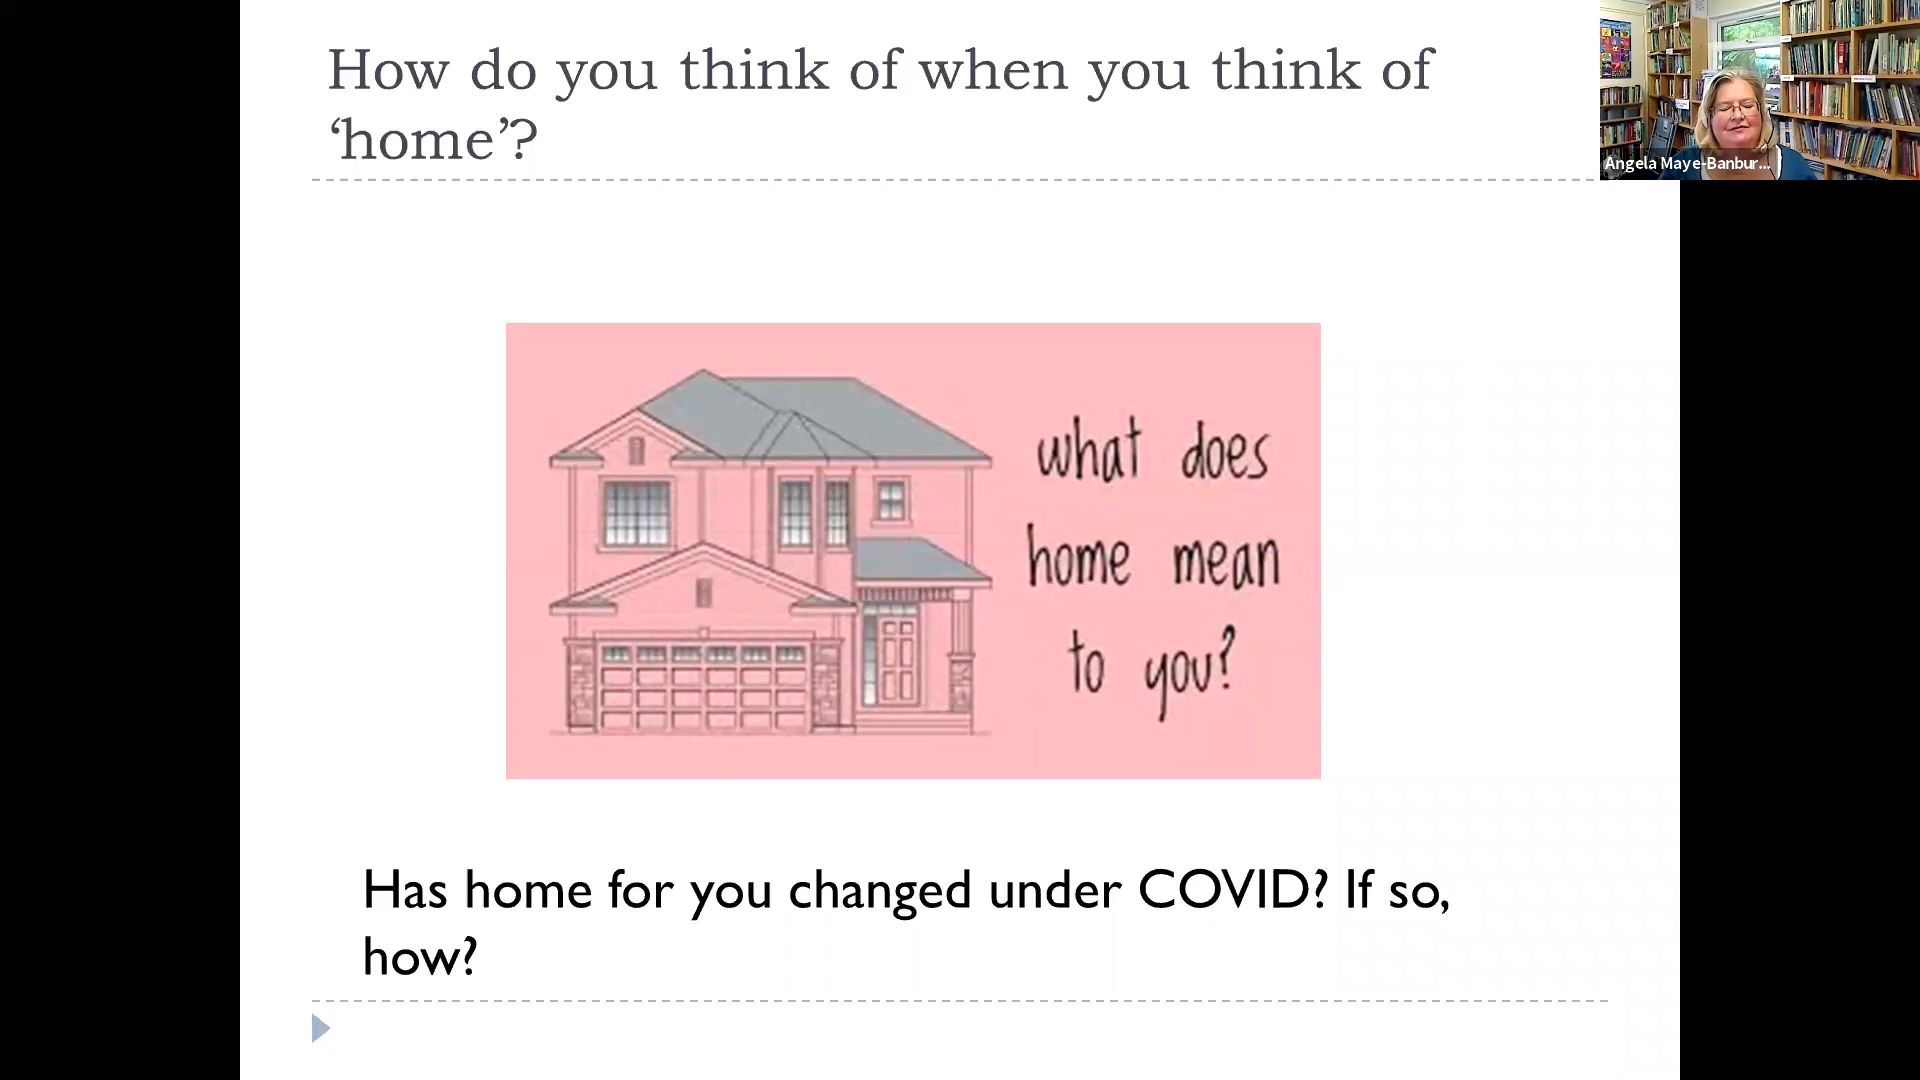 How do you think of when you think of
‘home’?
Angela Maye-Banbur...
what does
home mean
to you?
Has home for you changed under COVID? If so,
how?